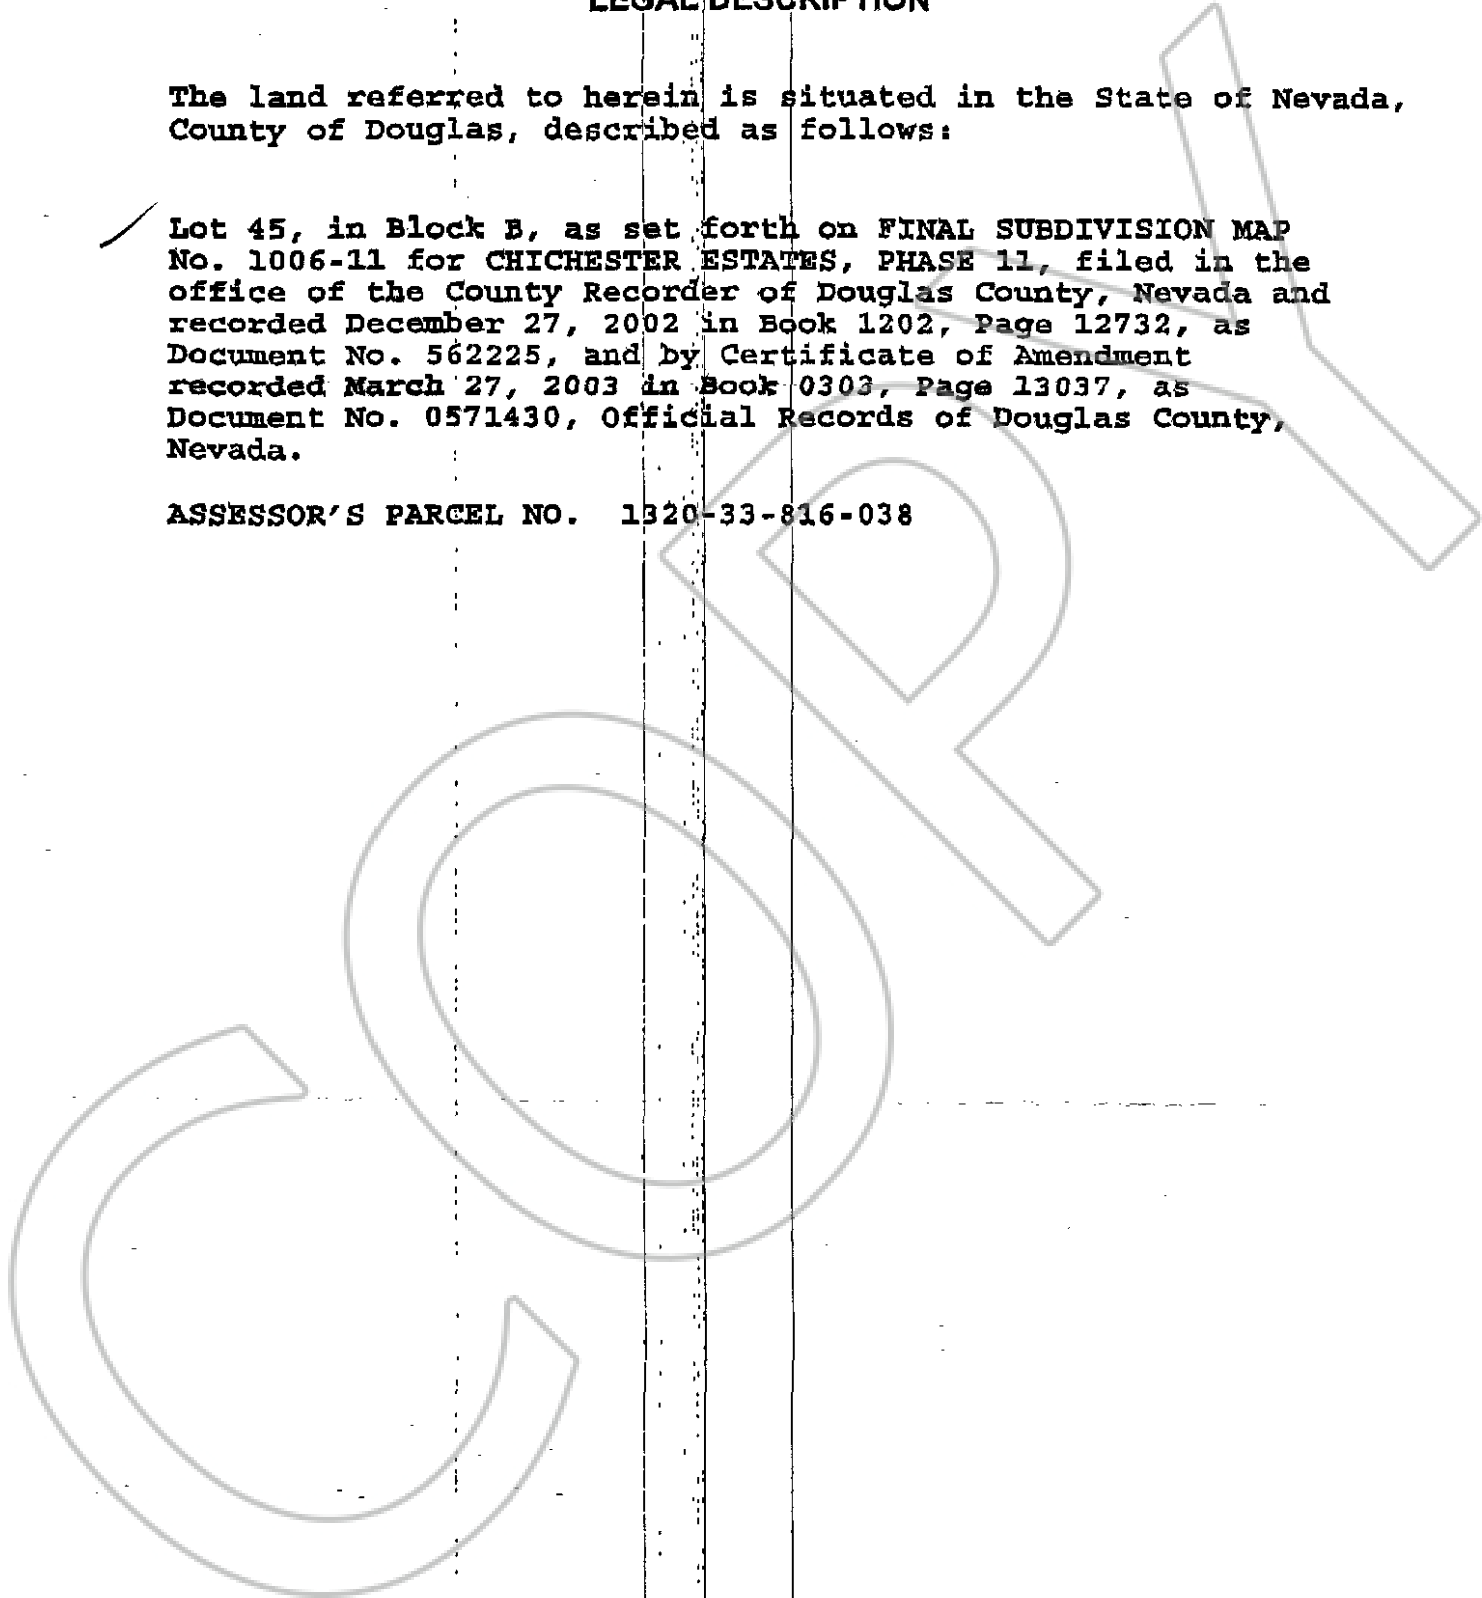 LEGAL DESCRIPTION
The land referred to herein is situated in the State of Nevada,
County of Douglas, described as follows:
Lot 45, in Block B, as set forth on FINAL SUBDIVISION MAP
No. 1006-11 for CHICHESTER ESTATES, PHASE 11, filed in the
office of the County Recorder of Douglas County, Nevada and
recorded December 27, 2002 in Book 1202, Page 12732, as
Document No. 562225, and by Certificate of Amendment
recorded March 27, 2003 in Book 0303, Page 13037, as
Document No. 0571430, Official Records of Douglas County,
Nevada.
ASSESSOR'S PARCEL NO. 1320-33-816-038
COPY